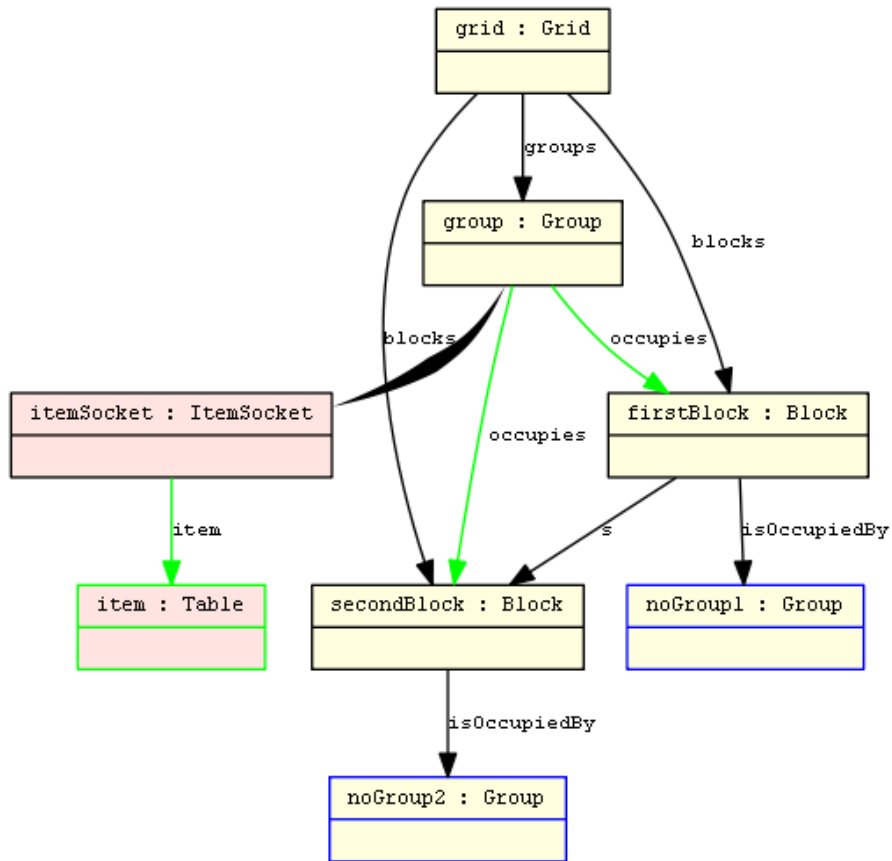 grid : Grid
groups
group : Group
blocks
blocks
occupies
itemSocket : ItemSocket
firstBlock : Block
occupies
item
s
isOccupiedBy
item : Table
secondBlock : Block
noGroup1 : Group
isOccupiedBy
noGroup2 : Group